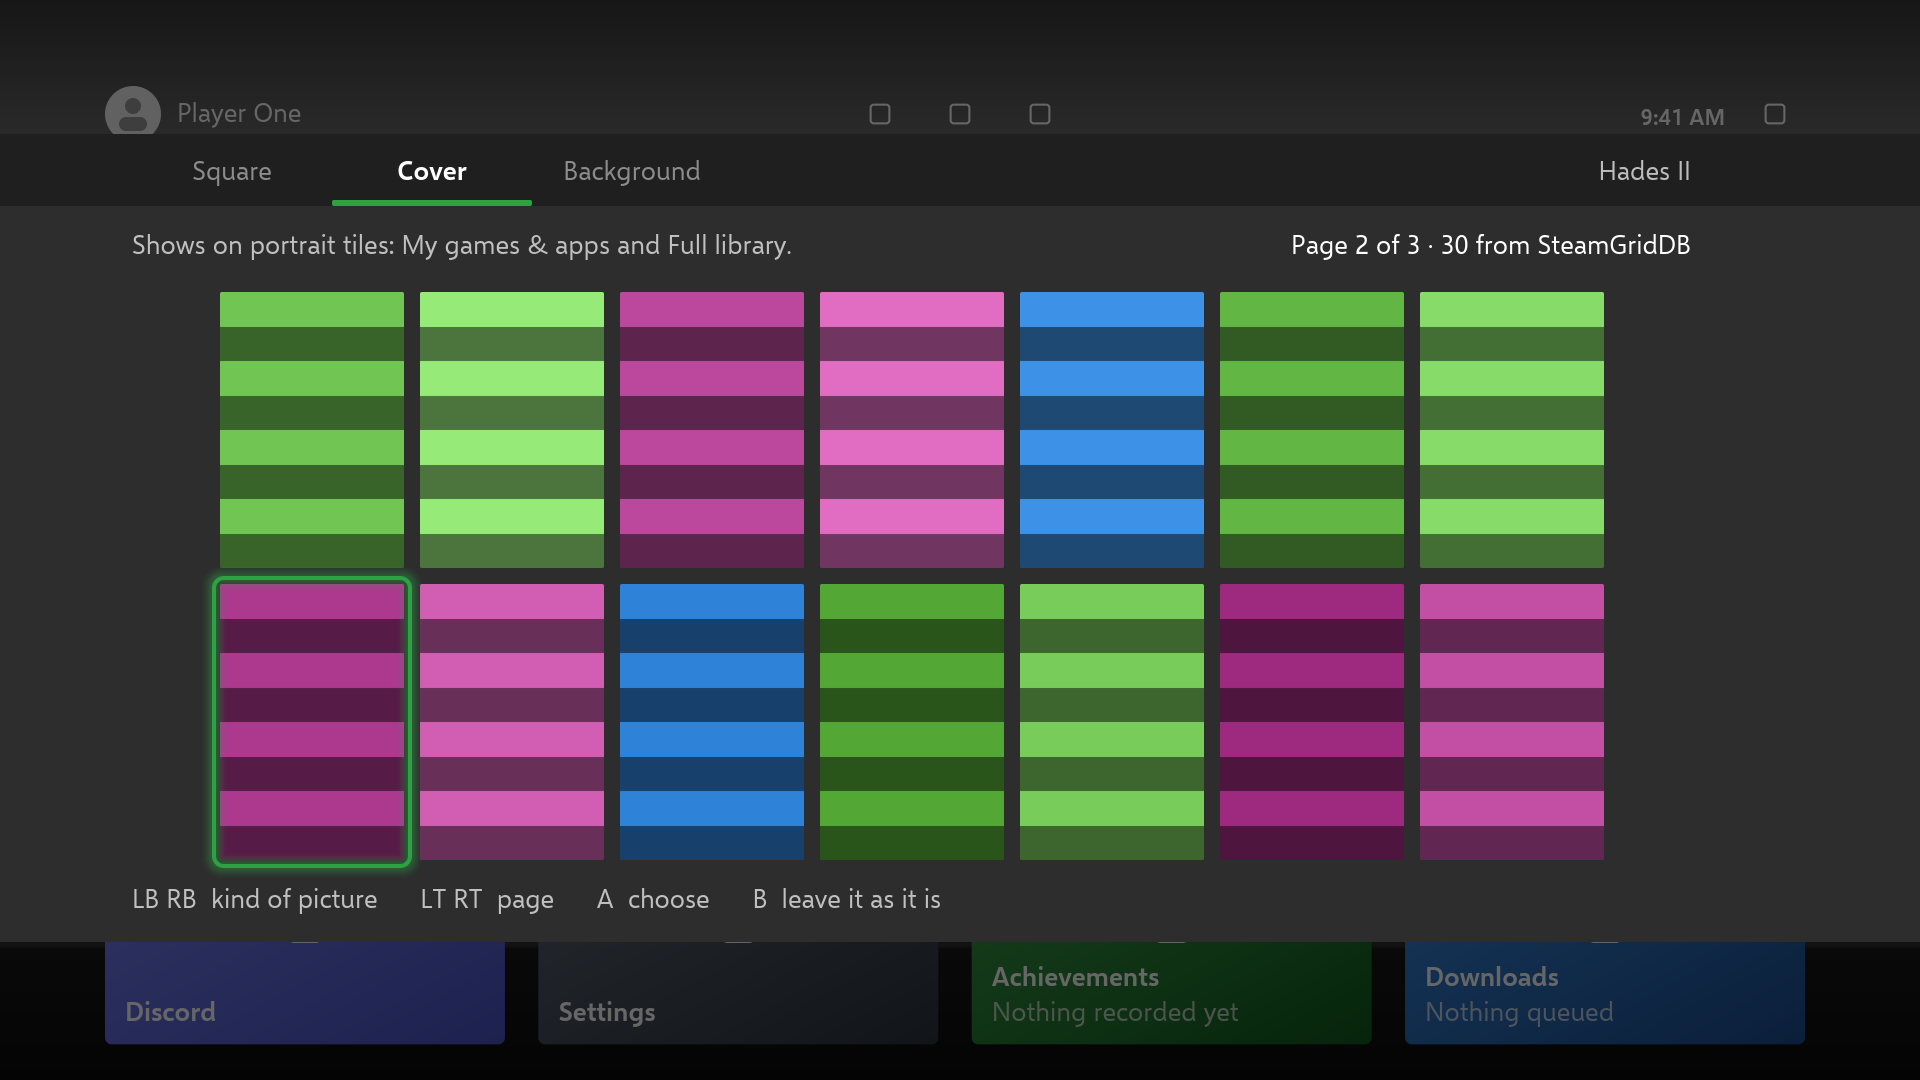 Player One
9:41 AM
Square
Cover
Background
Hades II
Shows on portrait tiles: My games & apps and Full library.
Page 2 of 3 · 30 from SteamGridDB
LB RB kind of picture
LT RT page
A choose
B leave it as it is
Discord
Settings
Achievements
Nothing recorded yet
Downloads
Nothing queued